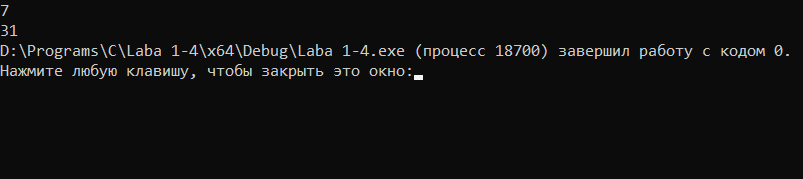 7
31
D:\Programs\C\Laba 1-4\x64\Debug\Laba 1-4.exe (процесс 18700) завершил работу с кодом 0.
Нажмите любую клавишу, чтобы закрыть это окно: